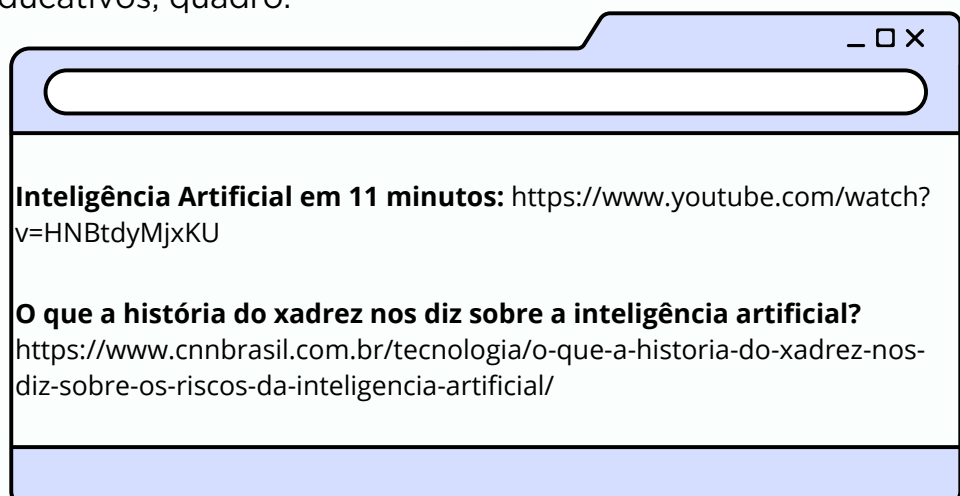 ducativos, quadro.
Inteligência Artificial em 11 minutos: https://www.youtube.com/watch?
v=HNBtdyMjxKU
O que a história do xadrez nos diz sobre a inteligência artificial?
https://www.cnnbrasil.com.br/tecnologia/o-que-a-historia-do-xadrez-nos-
diz-sobre-os-riscos-da-inteligencia-artificial/